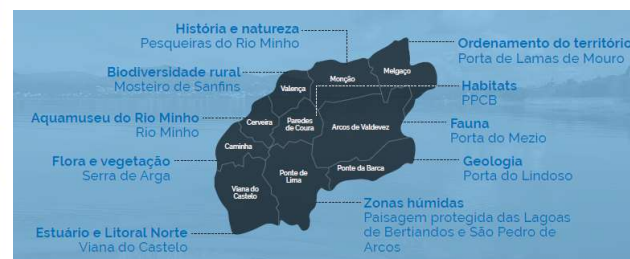 História e natureza
Pesqueiras do Rio Minho
Ordenamento do território
Porta de Lamas de Mouro
Biodiversidade rural
Mosteiro de Sanfins
Habitats
PPCB
Aquamuseu do Rio Minho
Rio Minho
Fauna
Porta do Mezio
Flora e vegetação
Serra de Arga
Geologia
Porta do Lindoso
Zonas húmidas
Paisagem protegida das Lagoas
de Bertiandos e São Pedro de
Arcos
Estuário e Litoral Norte
Viana do Castelo
Melgaço
Monção
Valença
Cerveira
Paredes
de Coura
Arcos de Valdevez
Caminha
Ponte da Barca
Ponte de
Lima
Viana do
Castelo